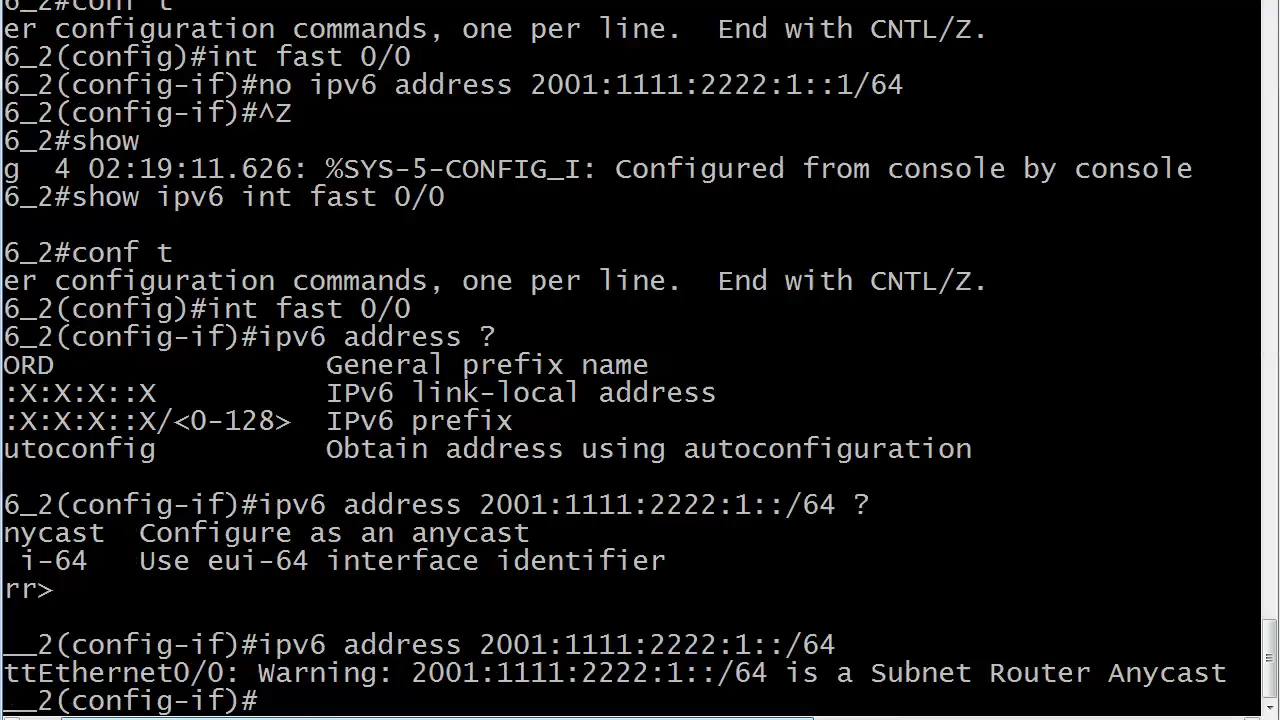 6_2#conf t
er configuration commands, one per line.  End with CNTL/Z.
6_2(config)#int fast 0/0
6_2(config-if)#no ipv6 address 2001:1111:2222:1::1/64
6_2(config-if)#^Z
6_2#show
g  4 02:19:11.626: %SYS-5-CONFIG_I: Configured from console by console
6_2#show ipv6 int fast 0/0
6_2#conf t
er configuration commands, one per line.  End with CNTL/Z.
6_2(config)#int fast 0/0
6_2(config-if)#ipv6 address ?
ORD                General prefix name
:X:X:X::X          IPv6 link-local address
:X:X:X::X/<0-128>  IPv6 prefix
utoconfig          Obtain address using autoconfiguration
6_2(config-if)#ipv6 address 2001:1111:2222:1::/64 ?
nycast  Configure as an anycast
i-64   Use eui-64 interface identifier
rr>
__2(config-if)#ipv6 address 2001:1111:2222:1::/64
ttEthernet0/0: Warning: 2001:1111:2222:1::/64 is a Subnet Router Anycast
__2(config-if)#